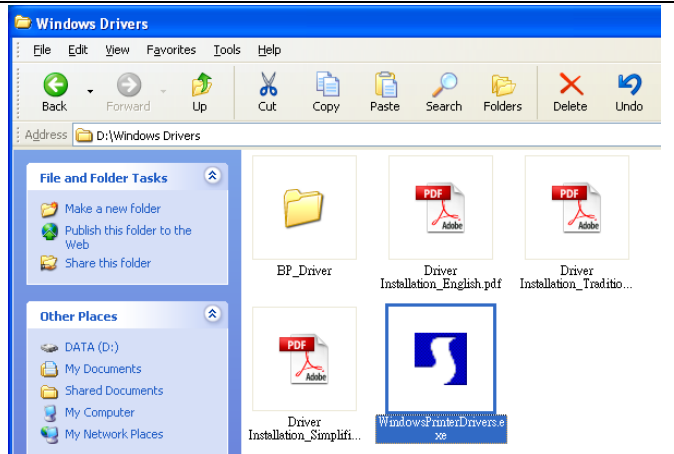 Windows Drivers
File Edit View Favorites Tools Help
Back Forward Up Cut Copy Paste Search Folders Delete Undo
Address D:\Windows Drivers
File and Folder Tasks
Make a new folder
Publish this folder to the
Web
Share this folder
Other Places
DATA (D:)
My Documents
Shared Documents
My Computer
My Network Places
PDF
Adobe
PDF
Adobe
BP_Driver
Driver
Installation_English.pdf
Driver
Installation_Traditio...
PDF
Adobe
Driver
Installation_Simplifi...
WindowsPrinterDrivers.e
xe